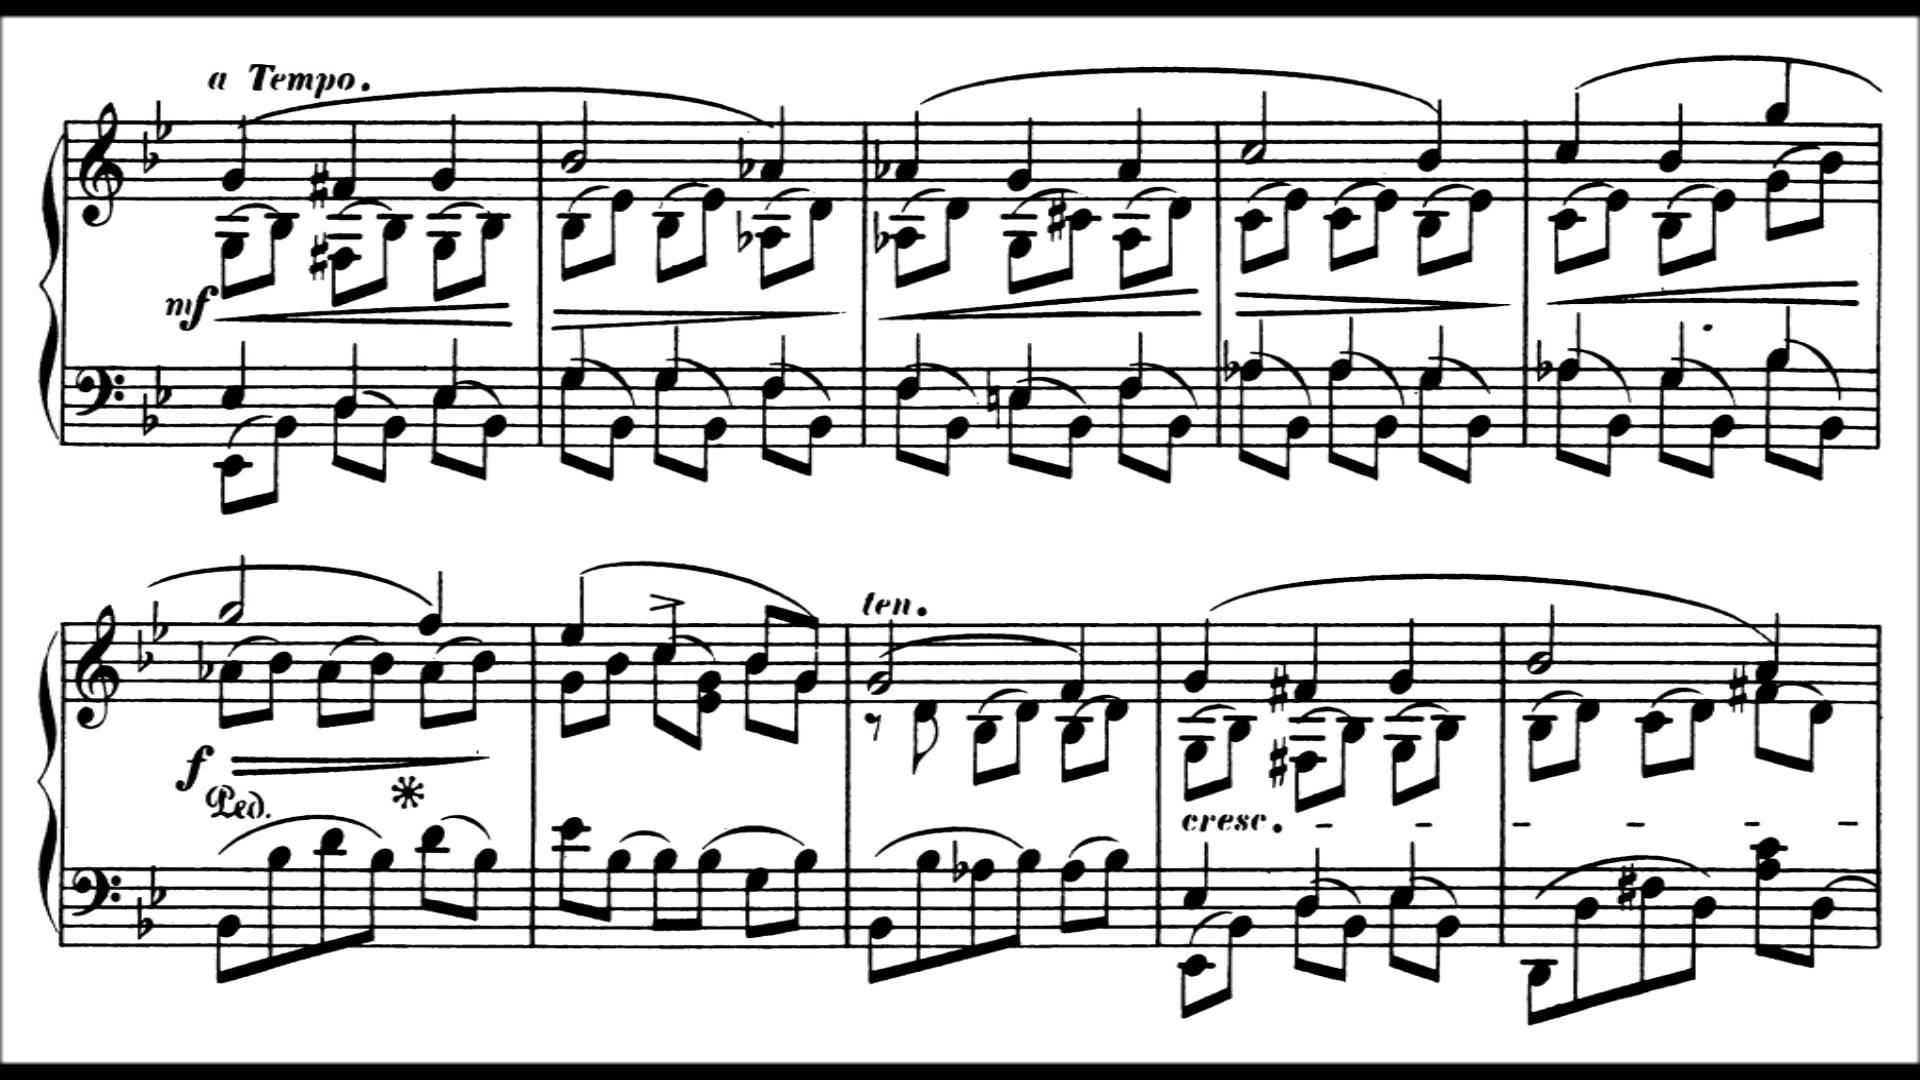 a Tempo.
mf
ten.
f
Ped.
cresc.